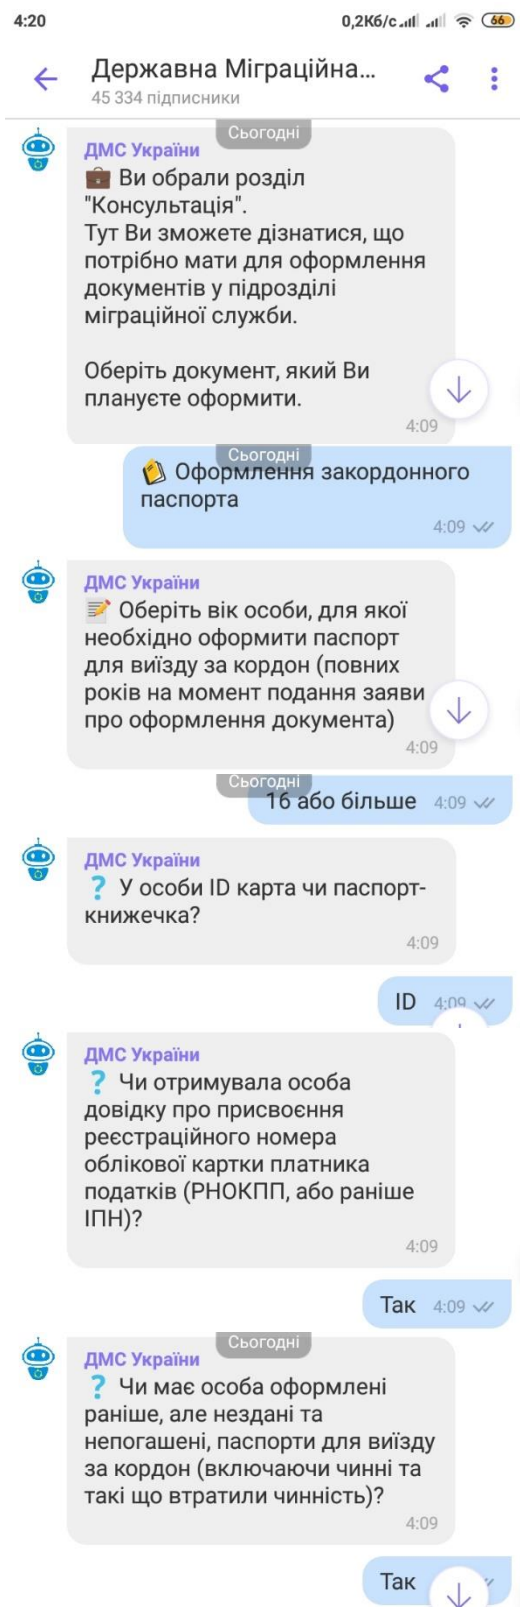 4:20 0,2Кб/с 66
Державна Міграційна...
45 334 підписники
Сьогодні
ДМС України
Ви обрали розділ
"Консультація".
Тут Ви зможете дізнатися, що
потрібно мати для оформлення
документів у підрозділі
міграційної служби.
Оберіть документ, який Ви
плануєте оформити.
4:09
Сьогодні
Оформлення закордонного
паспорта
4:09
ДМС України
Оберіть вік особи, для якої
необхідно оформити паспорт
для виїзду за кордон (повних
років на момент подання заяви
про оформлення документа)
4:09
Сьогодні
16 або більше 4:09
ДМС України
? У особи ID карта чи паспорт-
книжечка?
4:09
ID 4:09
ДМС України
? Чи отримувала особа
довідку про присвоєння
реєстраційного номера
облікової картки платника
податків (РНОКПП, або раніше
ІПН)?
4:09
Так 4:09
Сьогодні
ДМС України
? Чи має особа оформлені
раніше, але нездані та
непогашені, паспорти для виїзду
за кордон (включаючи чинні та
такі що втратили чинність)?
4:09
Так